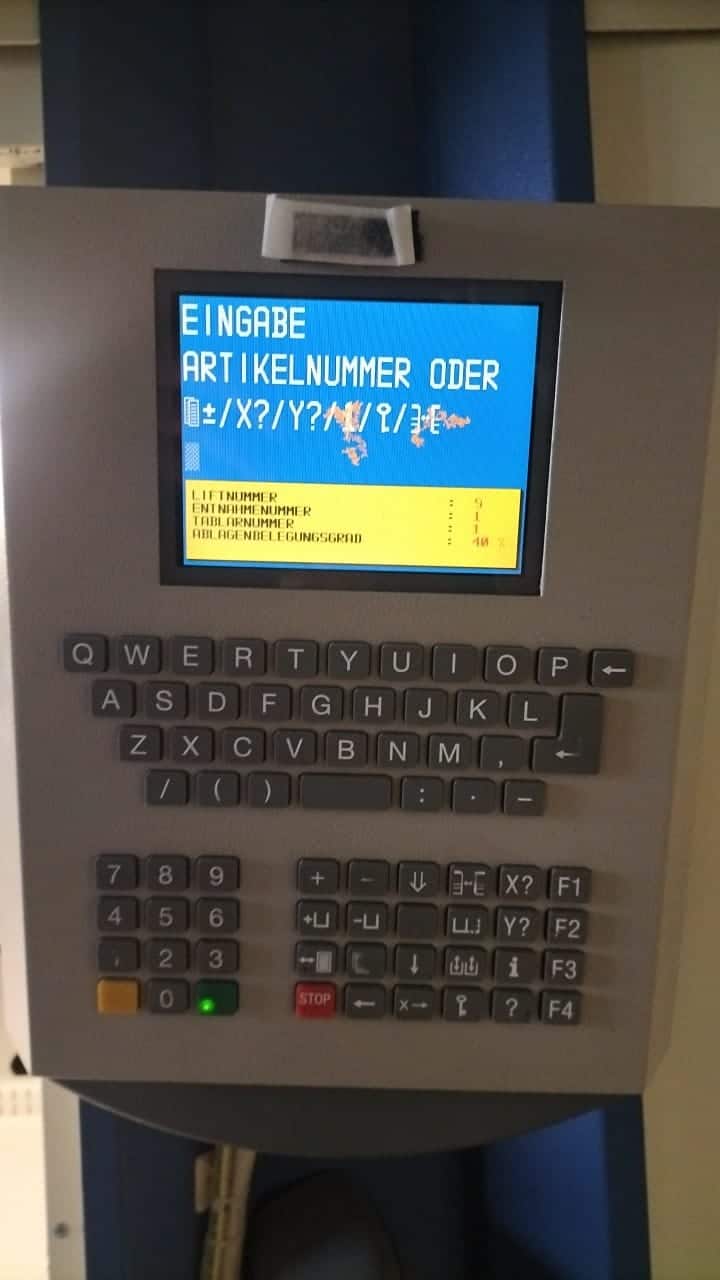 EINGABE
ARTIKELNUMMER ODER
±/X?/Y?/
LIFTNUMMER : 9
ENTNAHMENUMMER : 1
TABLARNUMMER : 1
ABLAGENBELEGUNGSGRAD : 40 %
Q W E R T Y U I O P ←
A S D F G H J K L
Z X C V B N M , ↵
/ ( ) : . –
7 8 9 + – ⇓ X? F1
4 5 6 + - Y? F2
2 3 ↓ i F3
0 STOP ← x→ ? F4